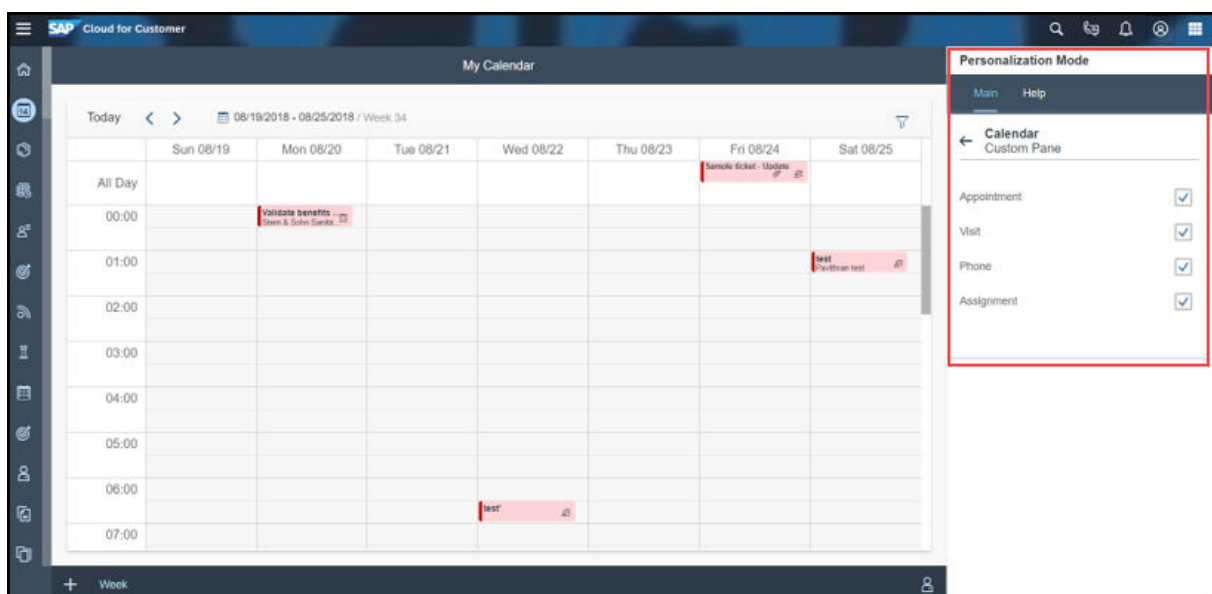 SAP Cloud for Customer
My Calendar
Personalization Mode
Main Help
Calendar
Custom Pane
Appointment
Visit
Phone
Assignment
Today 08/19/2018 - 08/25/2018 / Week 34
Sun 08/19 Mon 08/20 Tue 08/21 Wed 08/22 Thu 08/23 Fri 08/24 Sat 08/25
All Day
Sample ticket - Update
00:00
Validate benefits ...
Stern & Sohn Sanita...
01:00
test
Pavithran test
02:00
03:00
04:00
05:00
06:00
test'
07:00
Week